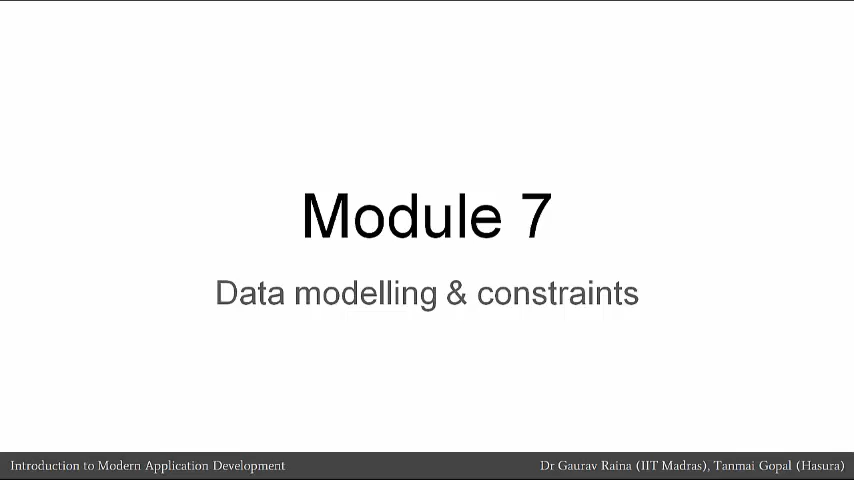 Module 7
Data modelling & constraints
Introduction to Modern Application Development
Dr Gaurav Raina (IIT Madras), Tanmai Gopal (Hasura)